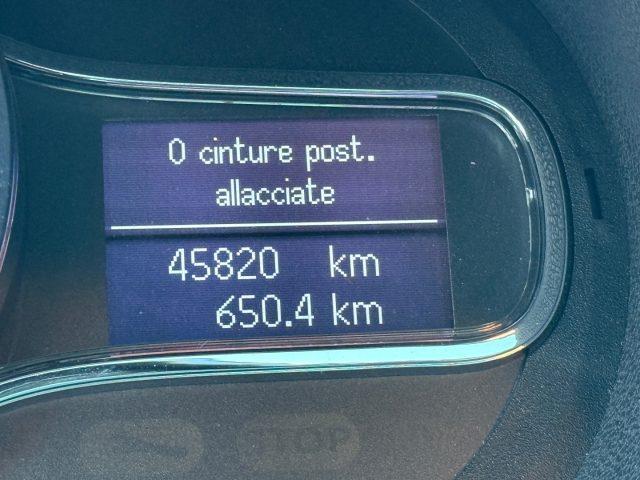 0 cinture post.
allacciate
45820 km
650.4 km
STOP